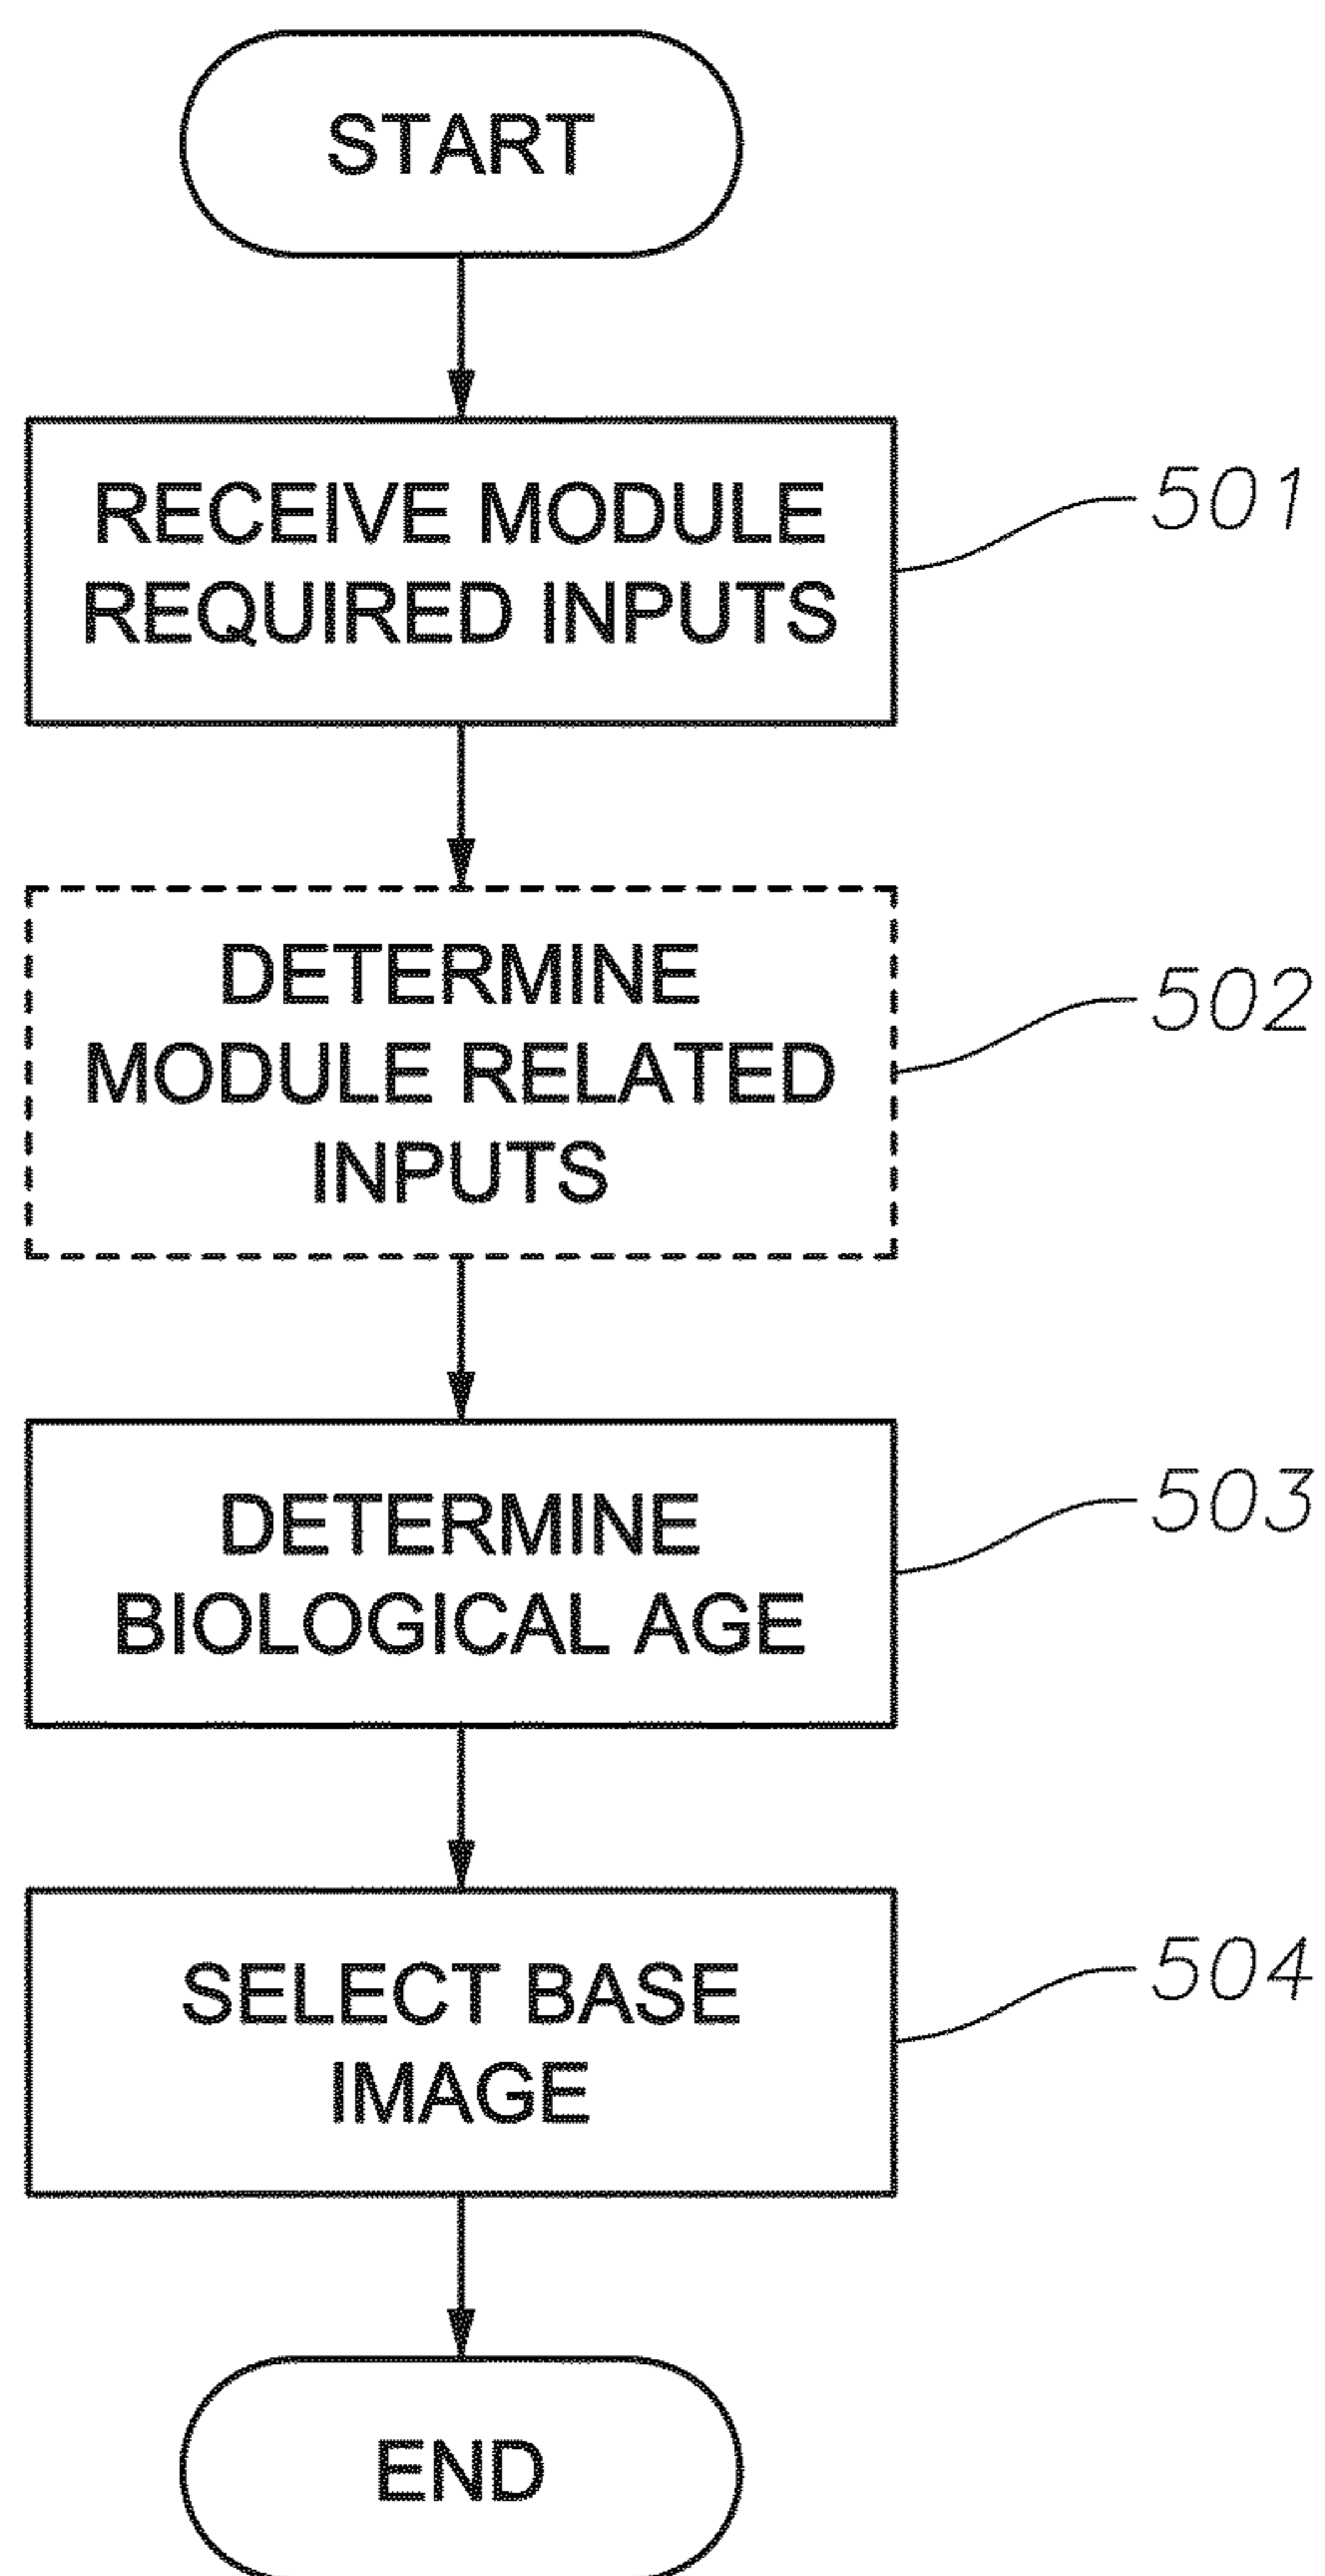 START
RECEIVE MODULE
REQUIRED INPUTS
501
DETERMINE
MODULE RELATED
INPUTS
502
DETERMINE
BIOLOGICAL AGE
503
SELECT BASE
IMAGE
504
END